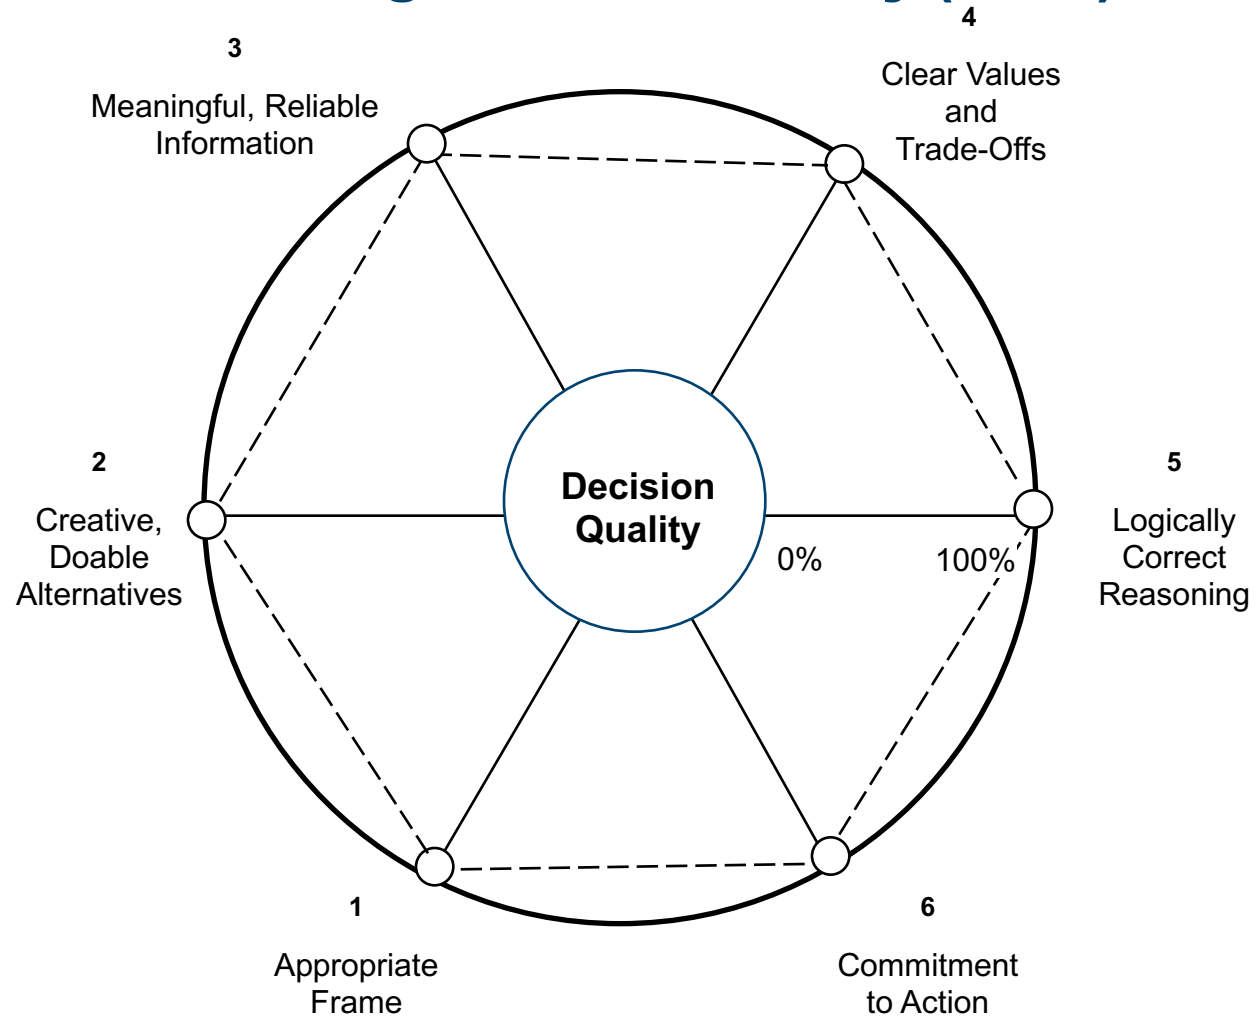 4
3
Clear Values
and
Trade-Offs
Meaningful, Reliable
Information
2
Creative,
Doable
Alternatives
Decision
Quality
0%
100%
5
Logically
Correct
Reasoning
1
Appropriate
Frame
6
Commitment
to Action